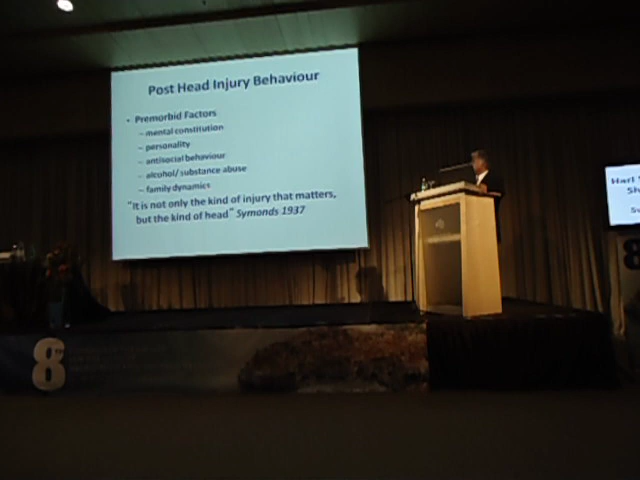 Post Head Injury Behaviour
• Premorbid Factors
– mental constitution
– personality
– antisocial behaviour
– alcohol/substance abuse
– family dynamics
"It is not only the kind of injury that matters,
but the kind of head" Symonds 1937
8TH